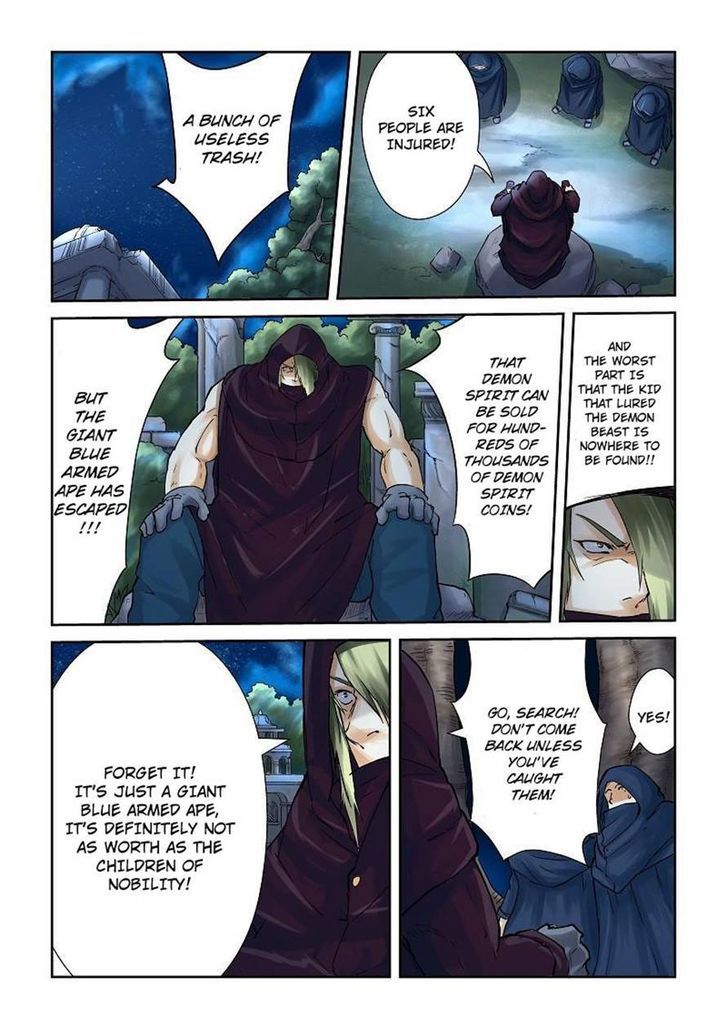 SIX
PEOPLE ARE
INJURED!
A BUNCH OF
USELESS
TRASH!
AND
THE WORST
PART IS
THAT THE KID
THAT LURED
THE DEMON
BEAST IS
NOWHERE TO
BE FOUND!!
THAT
DEMON
SPIRIT CAN
BE SOLD
FOR HUND-
REDS OF
THOUSANDS
OF DEMON
SPIRIT
COINS!
BUT
THE
GIANT
BLUE
ARMED
APE HAS
ESCAPED
!!!
GO, SEARCH!
DON'T COME
BACK UNLESS
YOU'VE
CAUGHT
THEM!
YES!
FORGET IT!
IT'S JUST A GIANT
BLUE ARMED APE,
IT'S DEFINITELY NOT
AS WORTH AS THE
CHILDREN OF
NOBILITY!